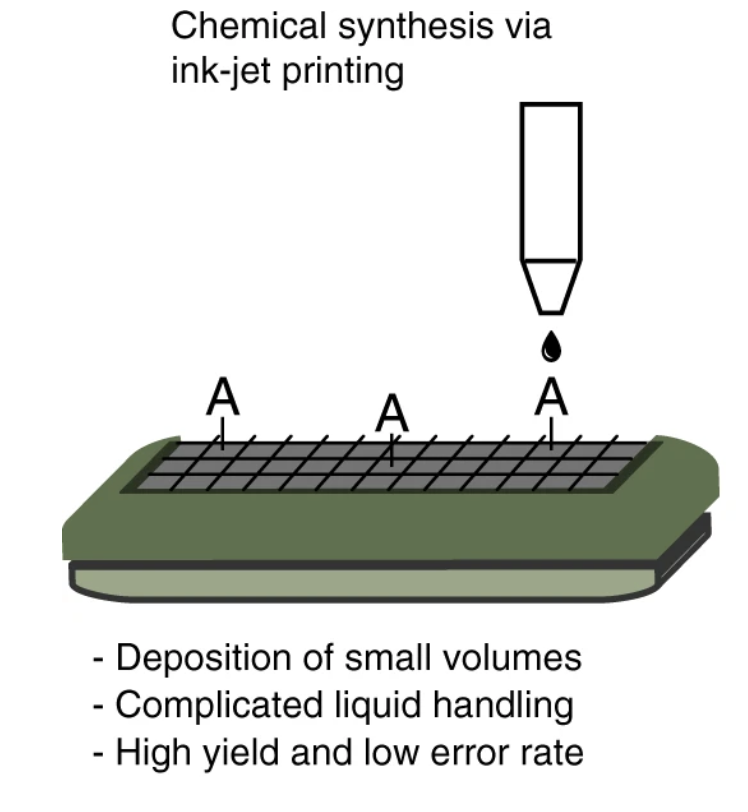 Chemical synthesis via
ink-jet printing
A
A
A
- Deposition of small volumes
- Complicated liquid handling
- High yield and low error rate